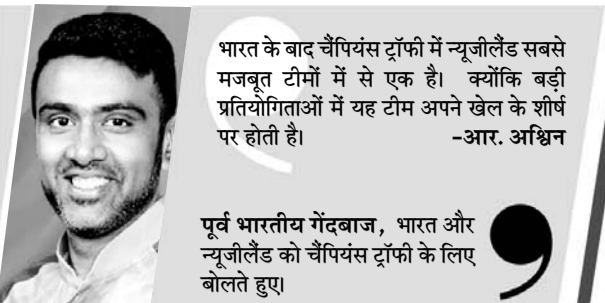 भारत के बाद चैंपियंस ट्रॉफी में न्यूजीलैंड सबसे
मजबूत टीमों में से एक है। क्योंकि बड़ी
प्रतियोगिताओं में यह टीम अपने खेल के शीर्ष
पर होती है। -आर. अश्विन
पूर्व भारतीय गेंदबाज, भारत और
न्यूजीलैंड को चैंपियंस ट्रॉफी के लिए
बोलते हुए।